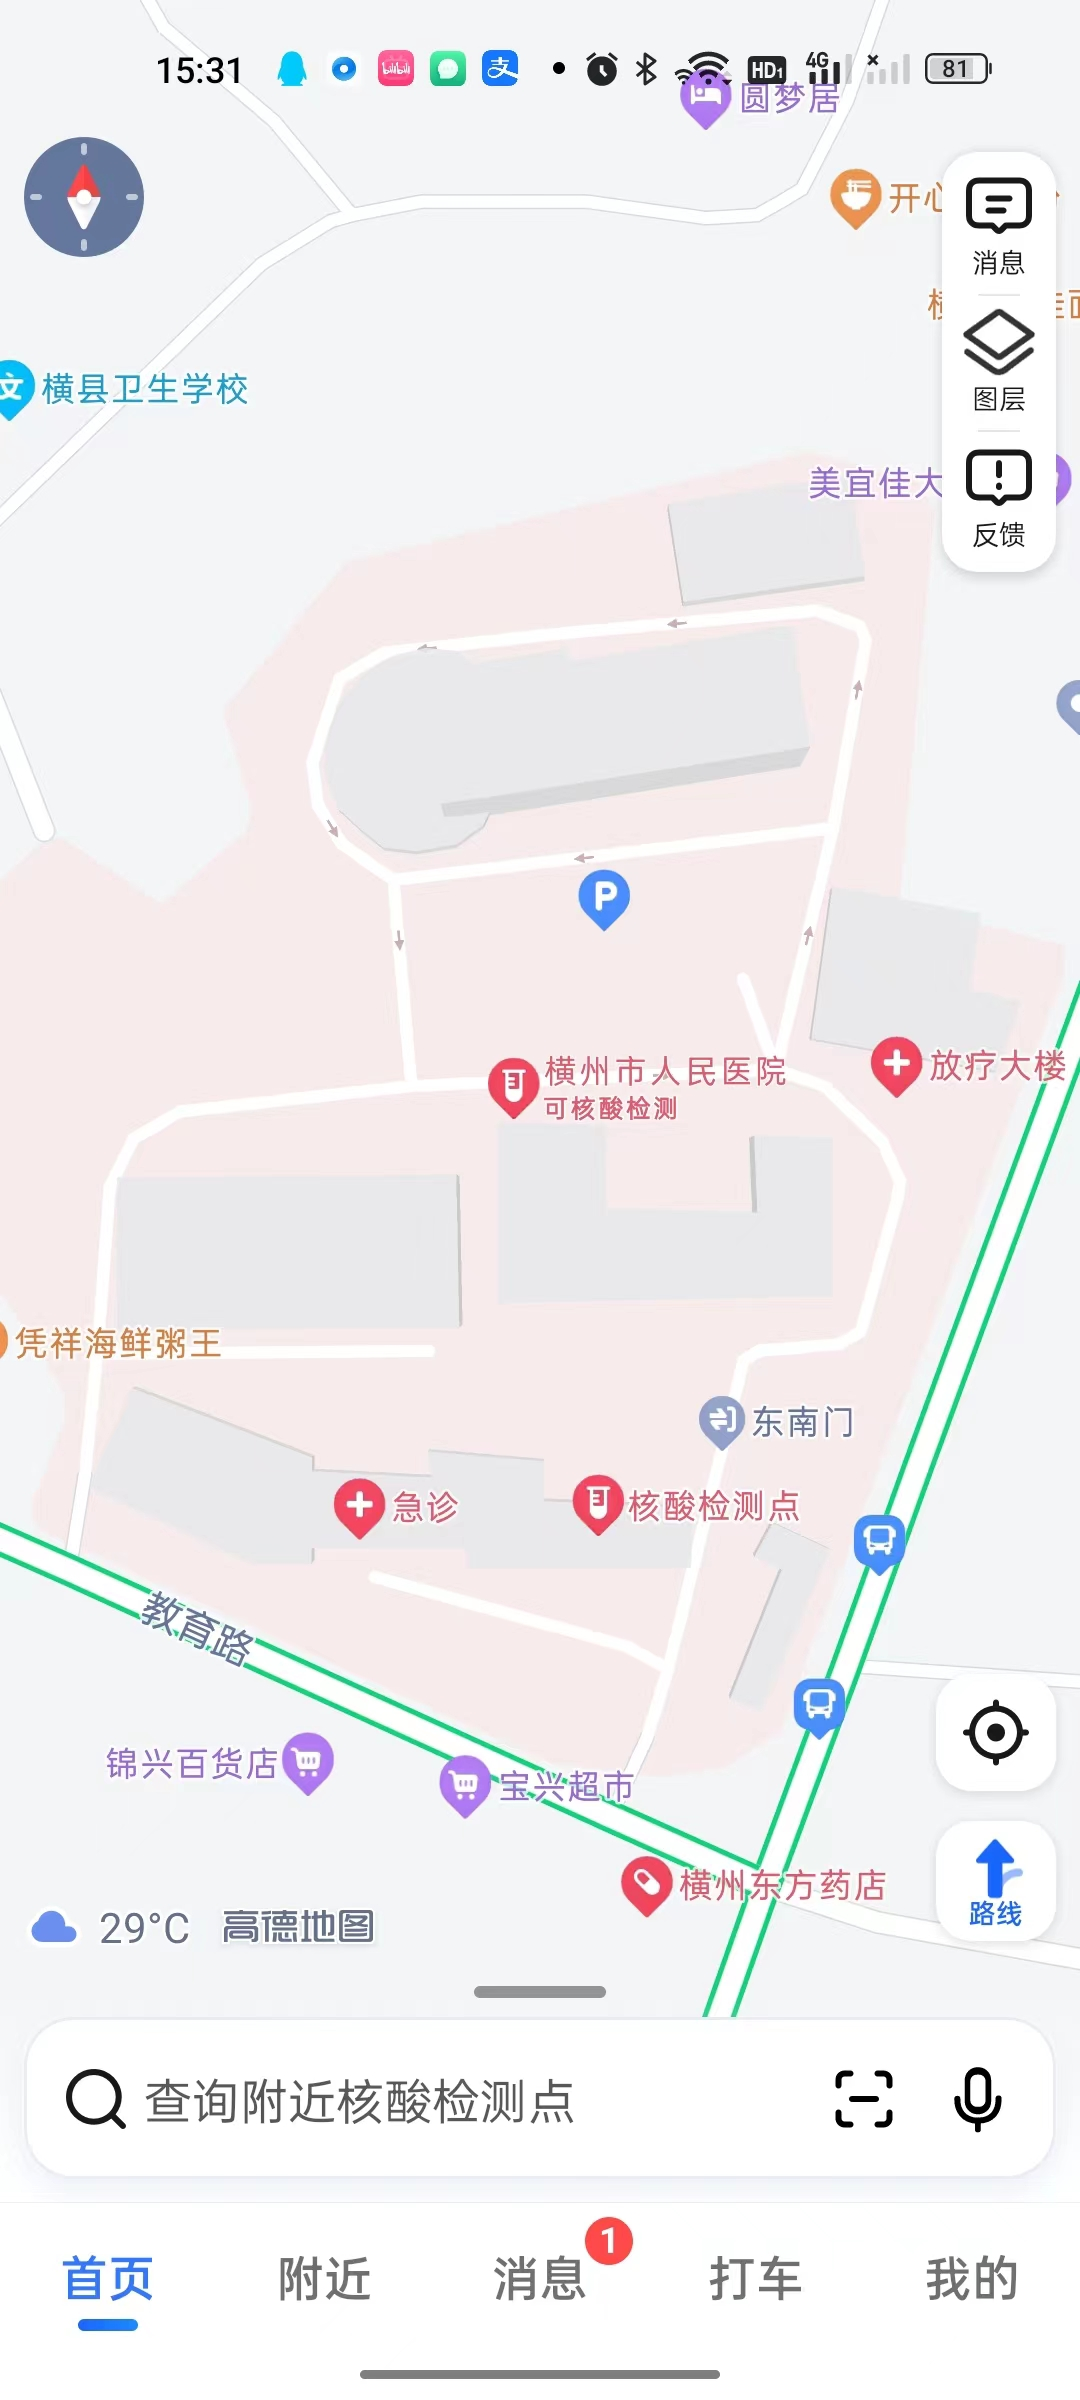 15:31
HD1
4G
81
圆梦居
开心
消息
图层
横县卫生学校
美宜佳大
反馈
P
横州市人民医院
可核酸检测
放疗大楼
凭祥海鲜粥王
东南门
急诊
核酸检测点
教育路
锦兴百货店
宝兴超市
横州东方药店
路线
29°C
高德地图
查询附近核酸检测点
首页
附近
消息
1
打车
我的